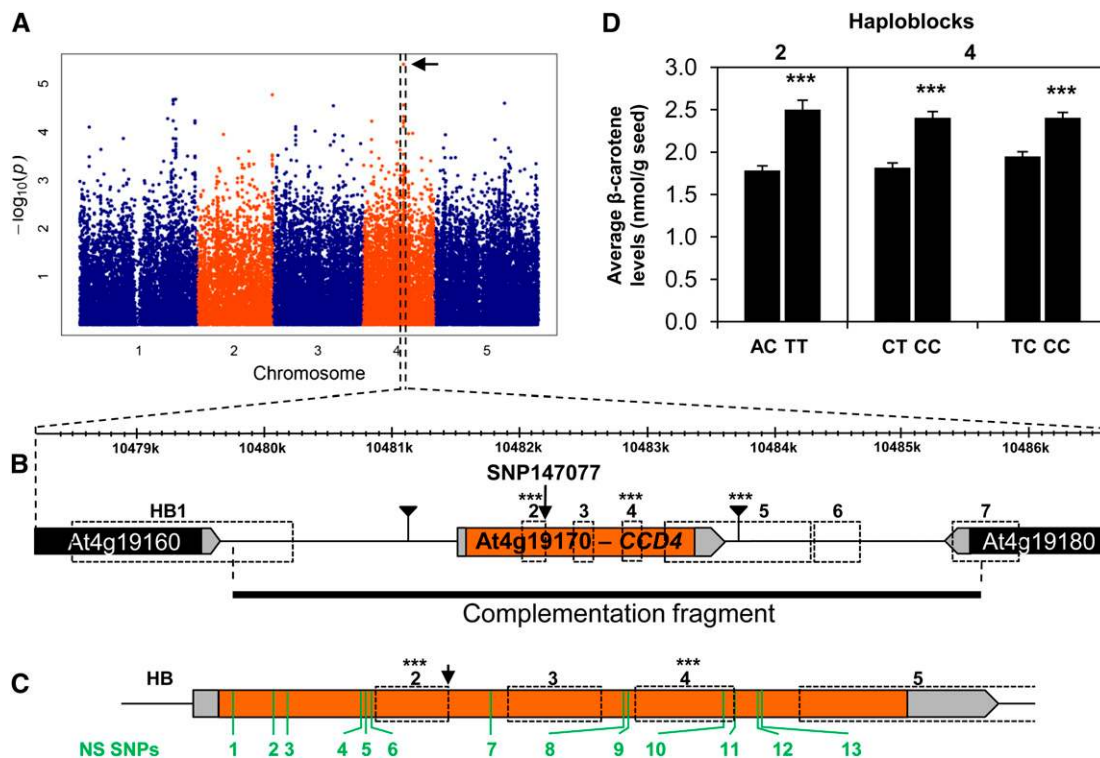 A
−log₁₀(p)
5
4
3
2
1
1 2 3 4 5
Chromosome
D
Haploblocks
2 4
Average β-carotene
levels (nmol/g seed)
3.0
2.5
2.0
1.5
1.0
0.5
0.0
*** *** ***
AC TT CT CC TC CC
10479k 10480k 10481k 10482k 10483k 10484k 10485k 10486k
B
SNP147077
*** *** ***
HB1 2 3 4 5 6 7
At4g19160 At4g19170 – CCD4 At4g19180
Complementation fragment
C
*** ***
HB 2 3 4 5
NS SNPs 1 2 3 4 5 6 7 8 9 10 11 12 13